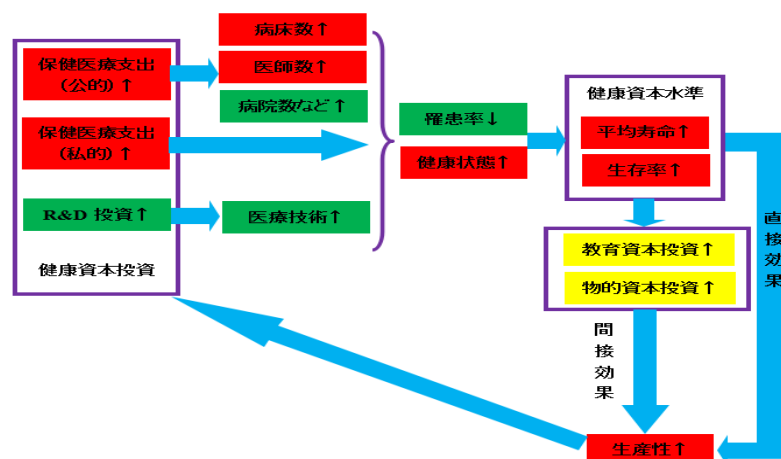 保健医療支出
(公的)↑
保健医療支出
(私的)↑
R&D 投資↑
健康資本投資
病床数↑
医師数↑
病院数など↑
医療技術↑
罹患率↓
健康状態↑
健康資本水準
平均寿命↑
生存率↑
教育資本投資↑
物的資本投資↑
直接効果
間接効果
生産性↑